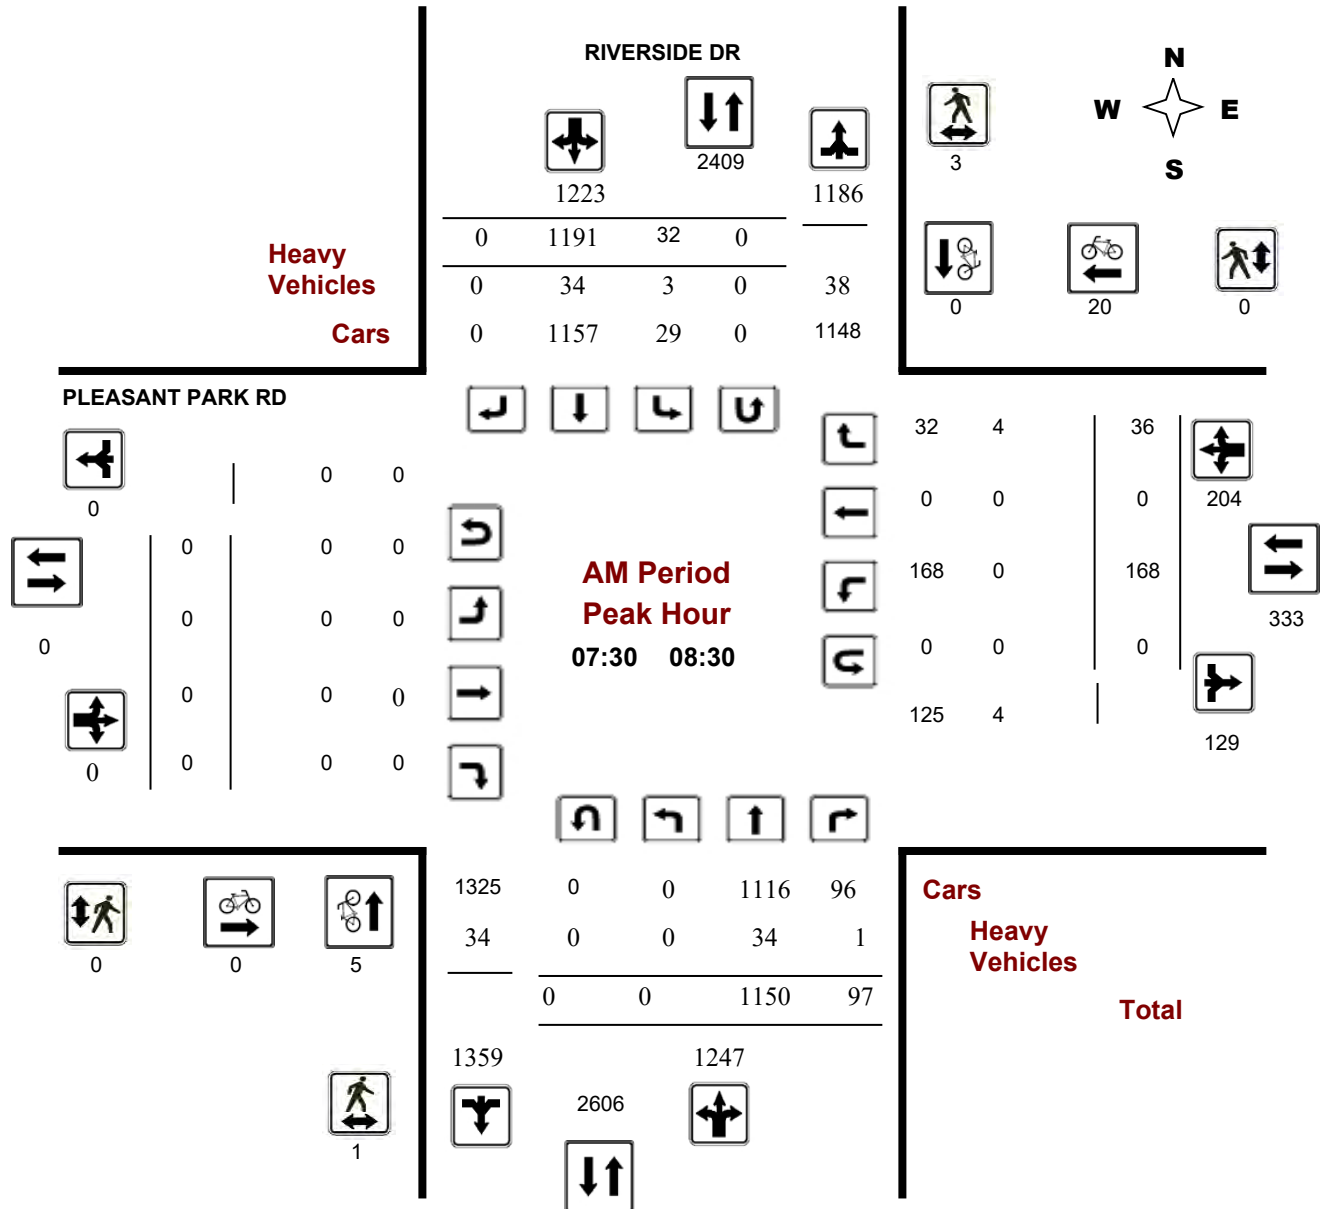 RIVERSIDE DR
N
W E
S
2409
3
1223 1186
0 1191 32 0
Heavy
Vehicles 0 34 3 0 38
Cars 0 1157 29 0 1148
0 20 0
PLEASANT PARK RD
32 4 36
0 0
0
0 0 0
204
0 0 0
AM Period
168 0 168
Peak Hour
0 0 0
333
0
07:30 08:30
0 0 0
0 0 0
125 4
129
0
0 0 0
1325 0 0 1116 96
Cars
34 0 0 34 1
Heavy
Vehicles
0 0 5
0 0 1150 97
Total
1359 1247
2606
1